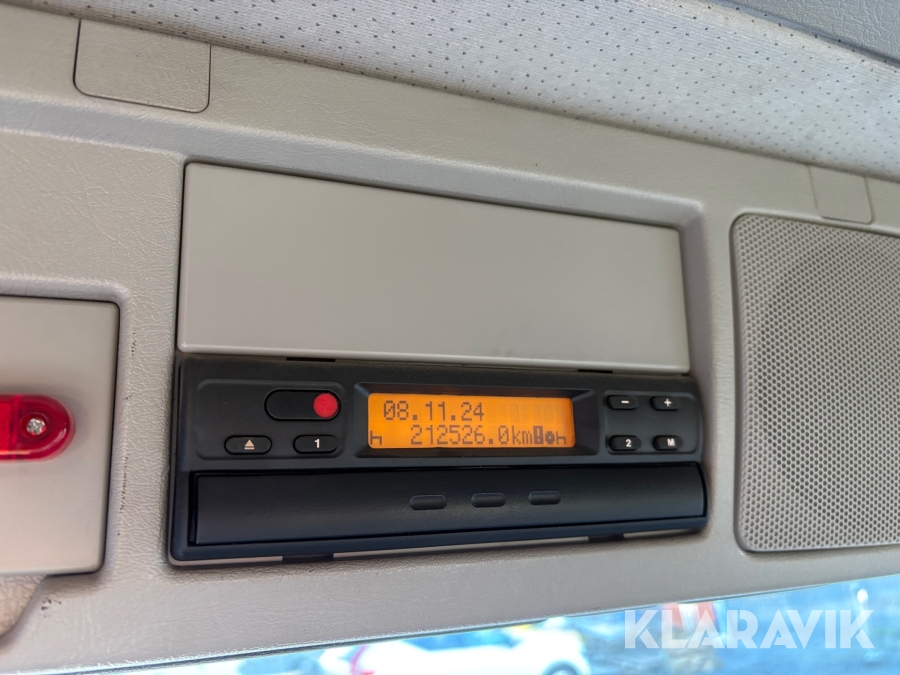 08.11.24
212526.0km
1
2
M
- +
KLARAVIK